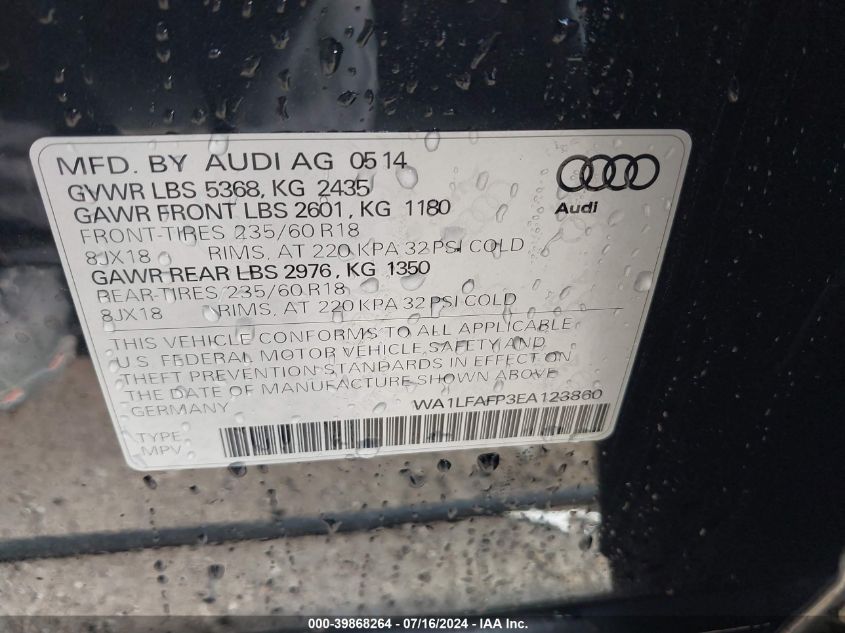 MFD. BY AUDI AG 05 14
GVWR LBS 5368, KG 2435
GAWR FRONT LBS 2601, KG 1180
FRONT-TIRES 235/60 R18
8JX18 RIMS, AT 220 KPA 32 PSI COLD
GAWR REAR LBS 2976, KG 1350
REAR-TIRES 235/60 R18
8JX18 RIMS, AT 220 KPA 32 PSI COLD
THIS VEHICLE CONFORMS TO ALL APPLICABLE
U.S. FEDERAL MOTOR VEHICLE SAFETY AND
THEFT PREVENTION STANDARDS IN EFFECT ON
THE DATE OF MANUFACTURE SHOWN ABOVE
GERMANY
WA1LFAFP3EA123860
TYPE
MPV
Audi
000-39868264 - 07/16/2024 - IAA Inc.